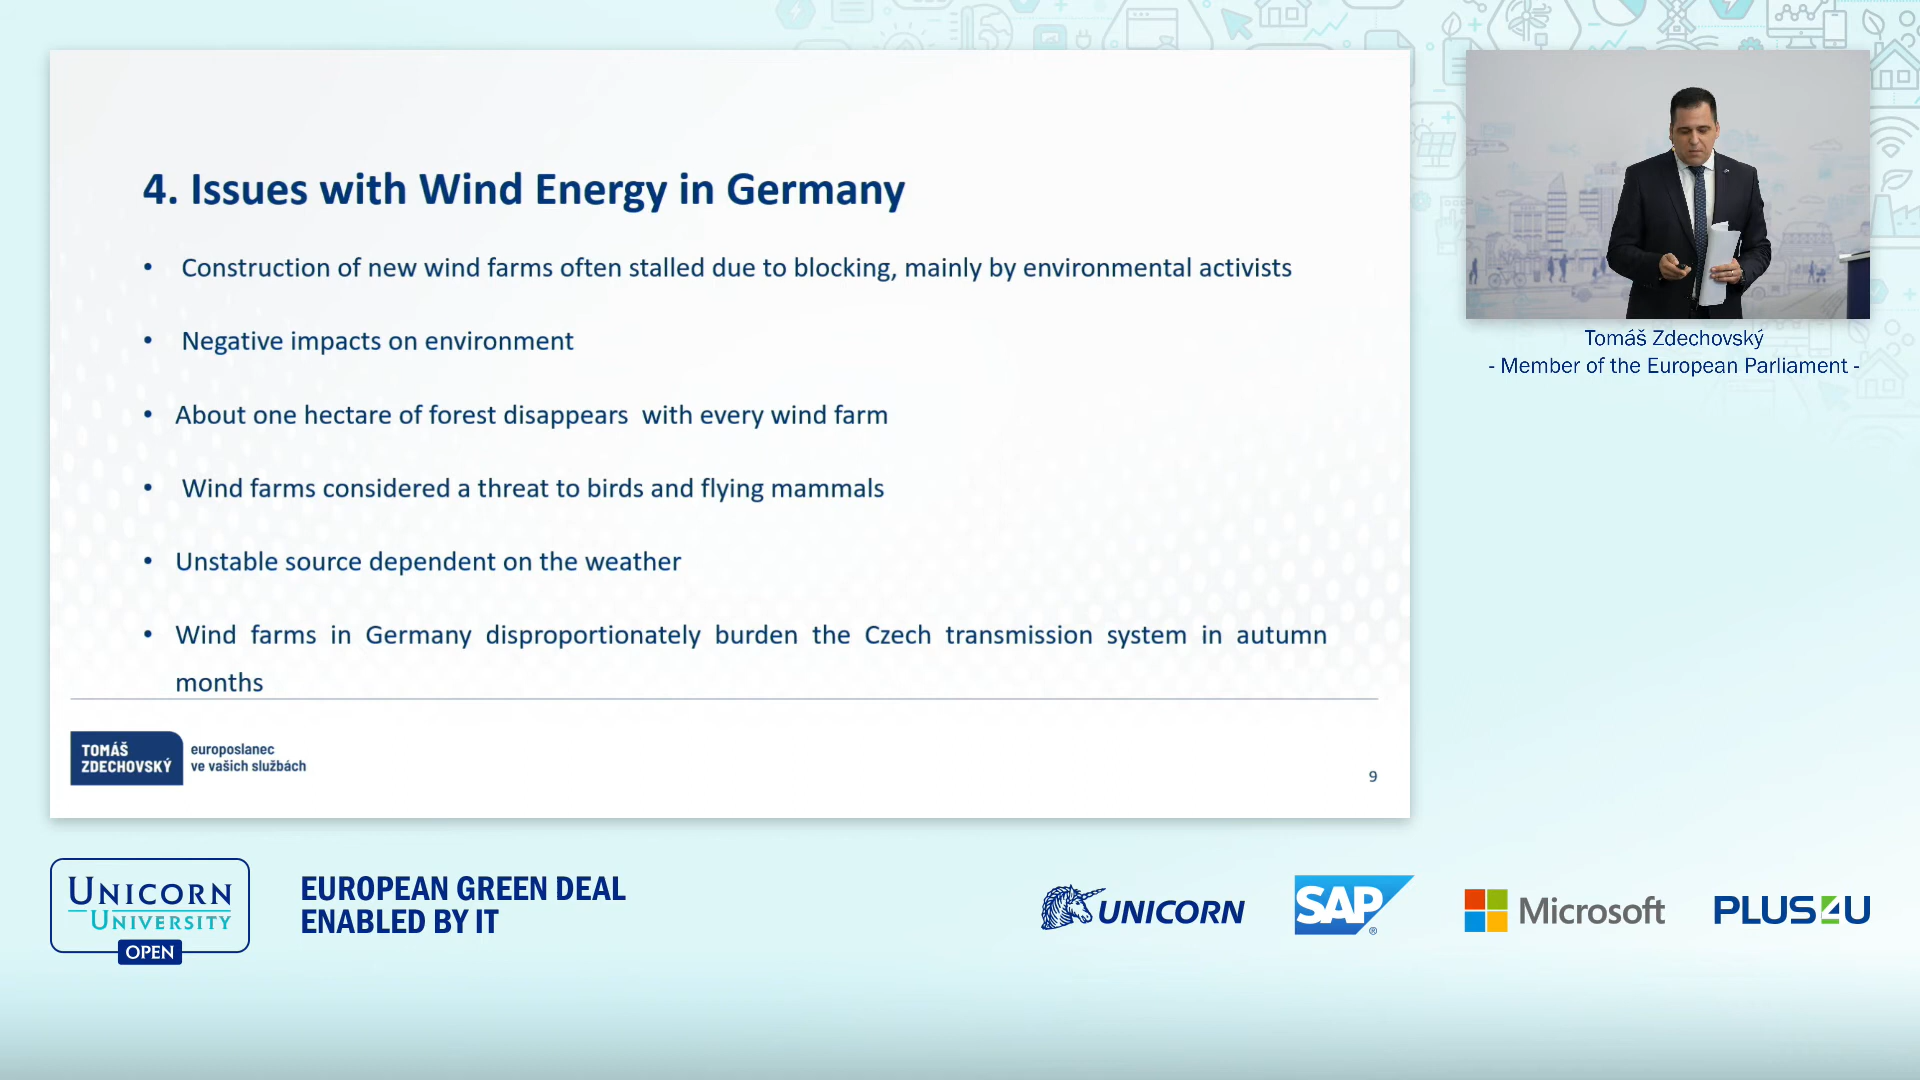 4. Issues with Wind Energy in Germany
• Construction of new wind farms often stalled due to blocking, mainly by environmental activists
• Negative impacts on environment
• About one hectare of forest disappears with every wind farm
• Wind farms considered a threat to birds and flying mammals
• Unstable source dependent on the weather
• Wind farms in Germany disproportionately burden the Czech transmission system in autumn
months
TOMÁŠ
ZDECHOVSKÝ
europoslanec
ve vašich službách
9
Tomáš Zdechovský
- Member of the European Parliament -
UNICORN
UNIVERSITY
OPEN
EUROPEAN GREEN DEAL
ENABLED BY IT
UNICORN
SAP®
Microsoft
PLUS4U